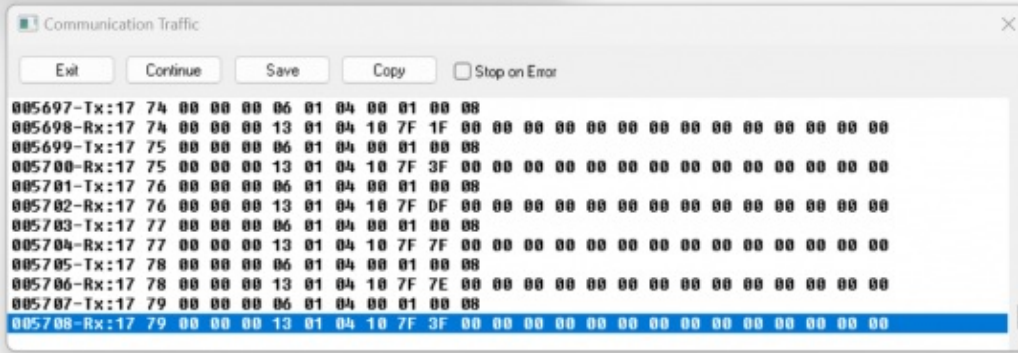 Communication Traffic
Exit Continue Save Copy Stop on Error
005697-Tx:17 74 00 00 00 06 01 04 00 01 00 08
005698-Rx:17 74 00 00 00 13 01 04 10 7F 1F 00 00 00 00 00 00 00 00 00 00 00 00 00 00
005699-Tx:17 75 00 00 00 06 01 04 00 01 00 08
005700-Rx:17 75 00 00 00 13 01 04 10 7F 3F 00 00 00 00 00 00 00 00 00 00 00 00 00 00
005701-Tx:17 76 00 00 00 06 01 04 00 01 00 08
005702-Rx:17 76 00 00 00 13 01 04 10 7F DF 00 00 00 00 00 00 00 00 00 00 00 00 00 00
005703-Tx:17 77 00 00 00 06 01 04 00 01 00 08
005704-Rx:17 77 00 00 00 13 01 04 10 7F 7F 00 00 00 00 00 00 00 00 00 00 00 00 00 00
005705-Tx:17 78 00 00 00 06 01 04 00 01 00 08
005706-Rx:17 78 00 00 00 13 01 04 10 7F 7E 00 00 00 00 00 00 00 00 00 00 00 00 00 00
005707-Tx:17 79 00 00 00 06 01 04 00 01 00 08
005708-Rx:17 79 00 00 00 13 01 04 10 7F 3F 00 00 00 00 00 00 00 00 00 00 00 00 00 00